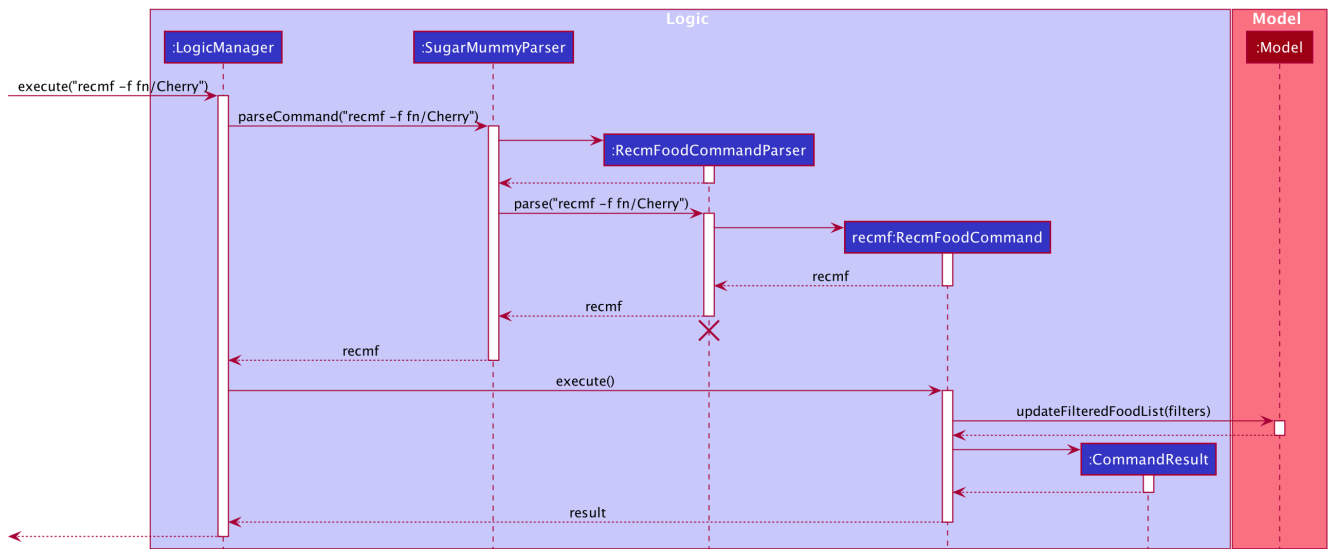 Logic
Model
:LogicManager
:SugarMummyParser
:Model
execute("recmf -f fn/Cherry")
parseCommand("recmf -f fn/Cherry")
:RecmFoodCommandParser
parse("recmf -f fn/Cherry")
recmf:RecmFoodCommand
recmf
recmf
recmf
execute()
updateFilteredFoodList(filters)
:CommandResult
result